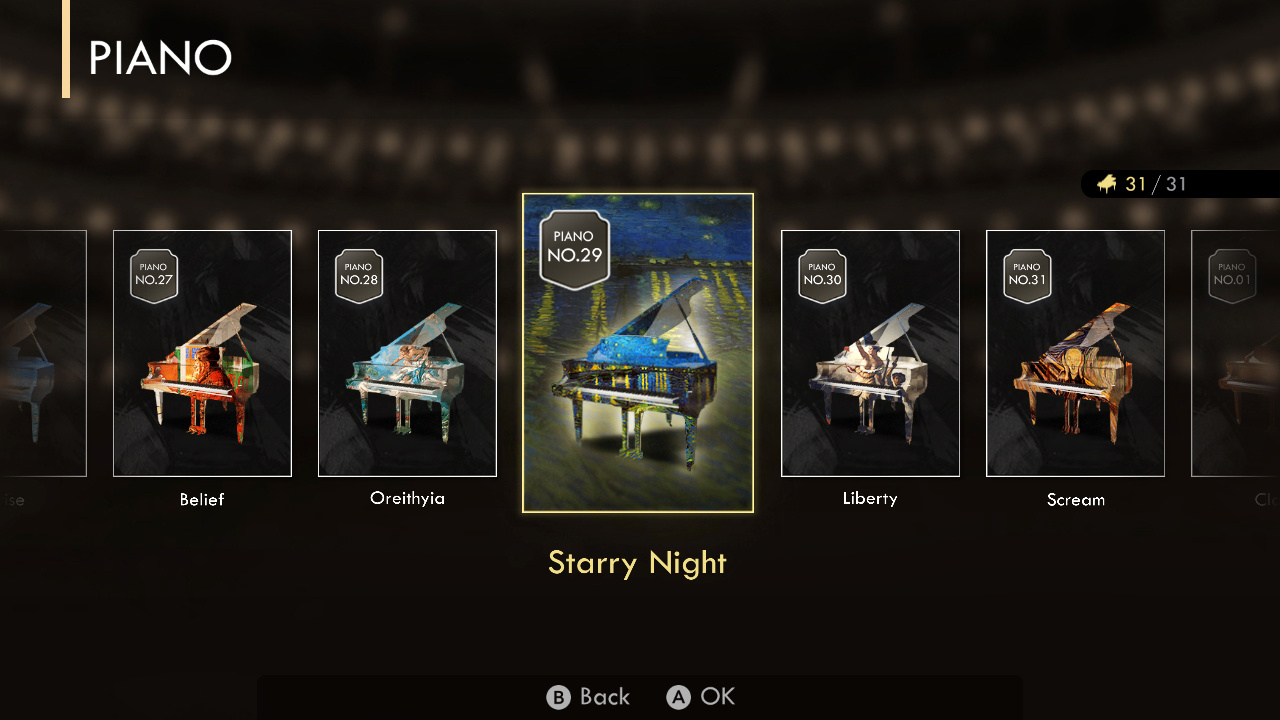 PIANO
31/31
PIANO
NO.27
PIANO
NO.28
PIANO
NO.29
PIANO
NO.30
PIANO
NO.31
PIANO
NO.01
Belief
Oreithyia
Starry Night
Liberty
Scream
B Back
A OK